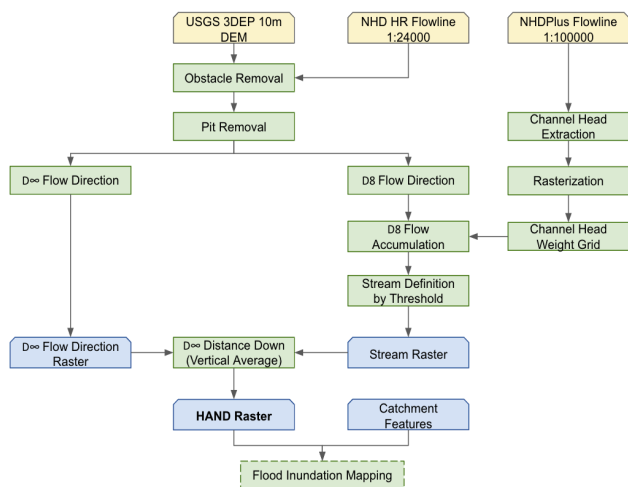 USGS 3DEP 10m
DEM
NHD HR Flowline
1:24000
NHDPlus Flowline
1:100000
Obstacle Removal
Pit Removal
Channel Head
Extraction
D∞ Flow Direction
D8 Flow Direction
Rasterization
D8 Flow
Accumulation
Channel Head
Weight Grid
Stream Definition
by Threshold
D∞ Flow Direction
Raster
D∞ Distance Down
(Vertical Average)
Stream Raster
HAND Raster
Catchment
Features
Flood Inundation Mapping